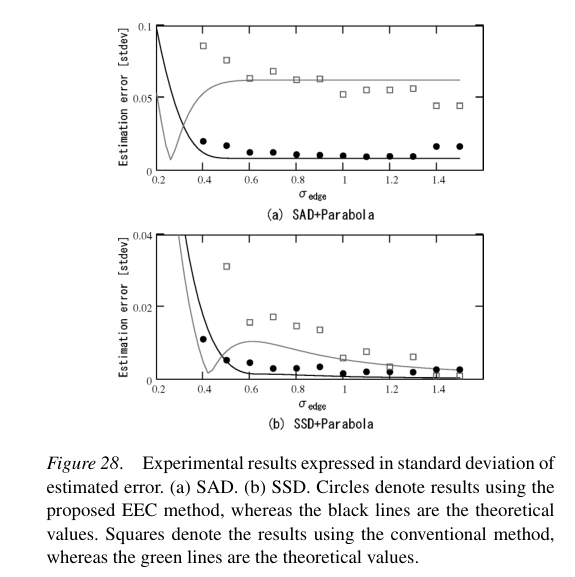 0.1
Estimation error [stdev]
0.05
0
0.2 0.4 0.6 0.8 1 1.2 1.4
σ edge
(a) SAD+Parabola
0.04
Estimation error [stdev]
0.02
0
0.2 0.4 0.6 0.8 1 1.2 1.4
σ edge
(b) SSD+Parabola
Figure 28. Experimental results expressed in standard deviation of
estimated error. (a) SAD. (b) SSD. Circles denote results using the
proposed EEC method, whereas the black lines are the theoretical
values. Squares denote the results using the conventional method,
whereas the green lines are the theoretical values.